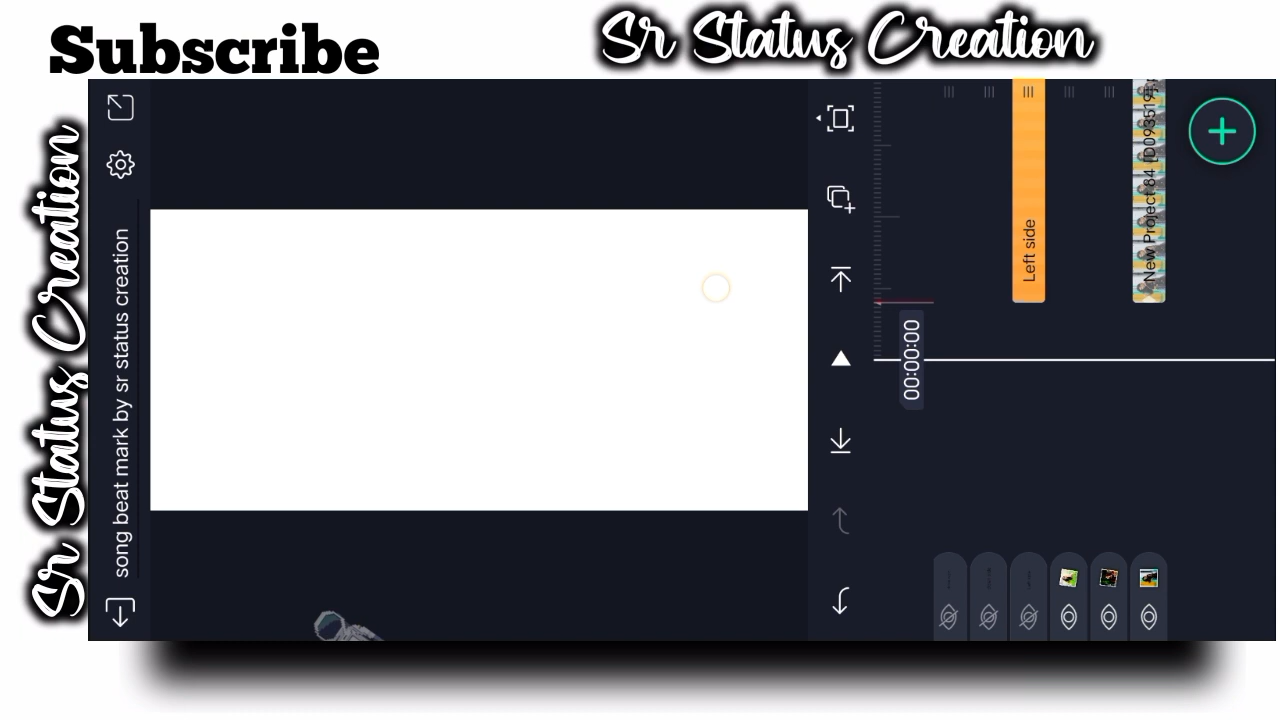 Subscribe
Sr Status Creation
Sr Status Creation
song beat mark by sr status creation
00:00:00
Left side
New Project 84 [D093519].